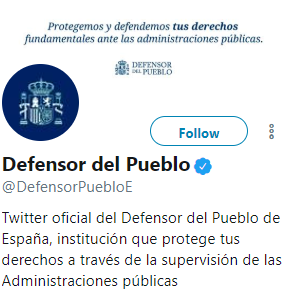 Protegemos y defendemos tus derechos
fundamentales ante las administraciones públicas.
DEFENSOR
DEL PUEBLO
Follow
Defensor del Pueblo
@DefensorPuebloE
Twitter oficial del Defensor del Pueblo de
España, institución que protege tus
derechos a través de la supervisión de las
Administraciones públicas